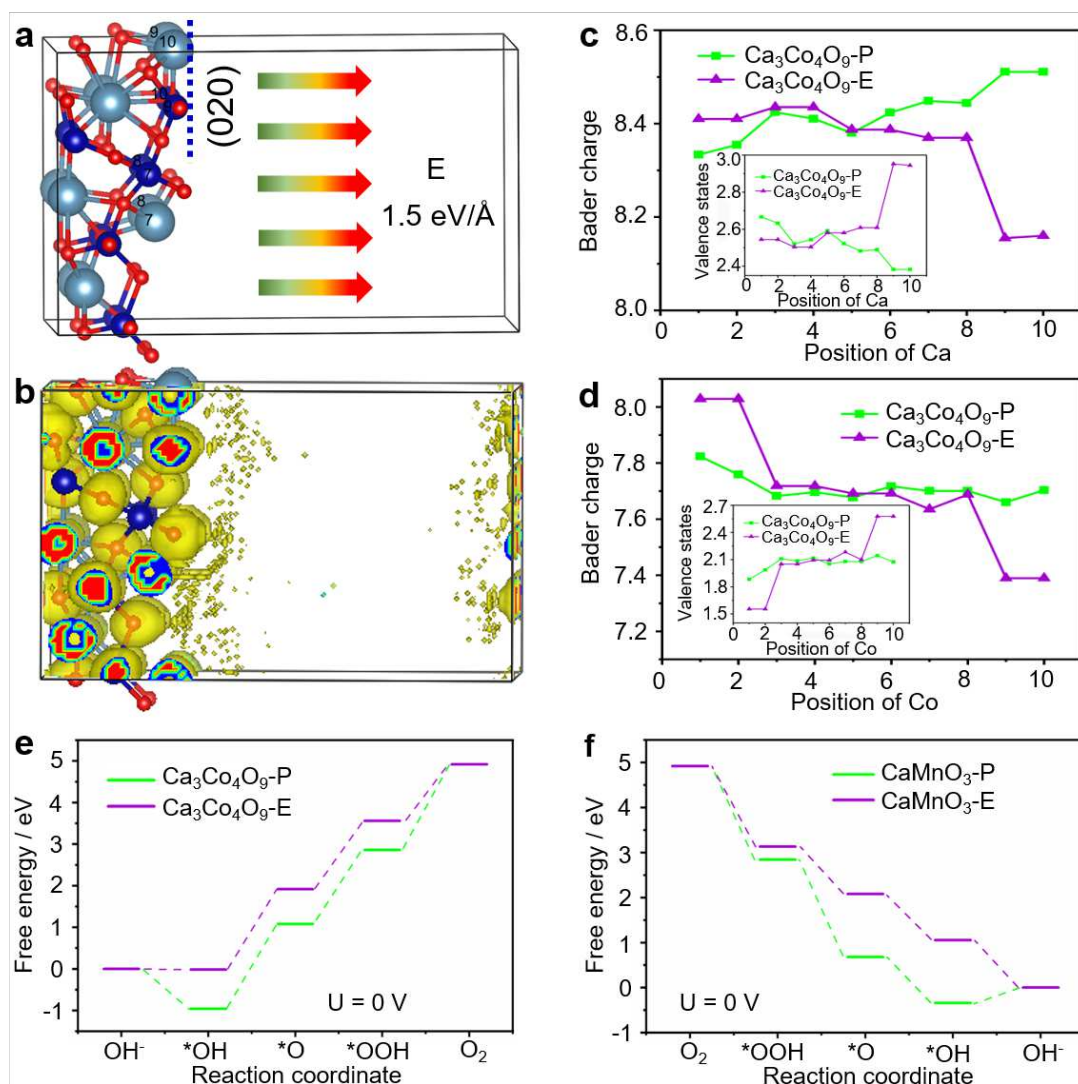 a
9
10
10
9
8
7
8
7
(020)
E
1.5 eV/Å
b
c
Ca₃Co₄O₉-P
Ca₃Co₄O₉-E
Bader charge
8.6
8.4
8.2
8.0
0 2 4 6 8 10
Position of Ca
Ca₃Co₄O₉-P
Ca₃Co₄O₉-E
Valence states
3.0
2.8
2.6
2.4
0 2 4 6 8 10
Position of Ca
d
Ca₃Co₄O₉-P
Ca₃Co₄O₉-E
Bader charge
8.0
7.8
7.6
7.4
7.2
0 2 4 6 8 10
Position of Co
Ca₃Co₄O₉-P
Ca₃Co₄O₉-E
Valence states
2.7
2.4
2.1
1.8
1.5
0 2 4 6 8 10
Position of Co
e
Ca₃Co₄O₉-P
Ca₃Co₄O₉-E
Free energy / eV
5
4
3
2
1
0
-1
U = 0 V
OH⁻ *OH *O *OOH O₂
Reaction coordinate
f
CaMnO₃-P
CaMnO₃-E
Free energy / eV
5
4
3
2
1
0
-1
U = 0 V
O₂ *OOH *O *OH OH⁻
Reaction coordinate